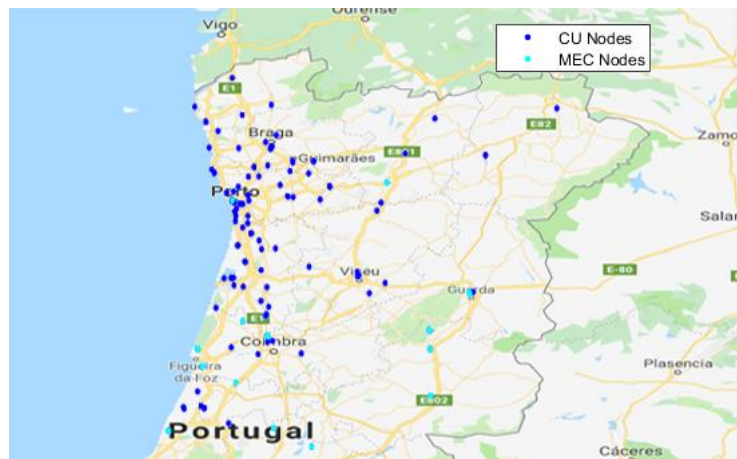 Vigo
Ourense
CU Nodes
MEC Nodes
E1
E82
Braga
Zamo
Guimarães
Porto
Salar
E-80
Viseu
Guarda
E1
Coimbra
Plasencia
Figueira
da Foz
E802
Portugal
Cáceres